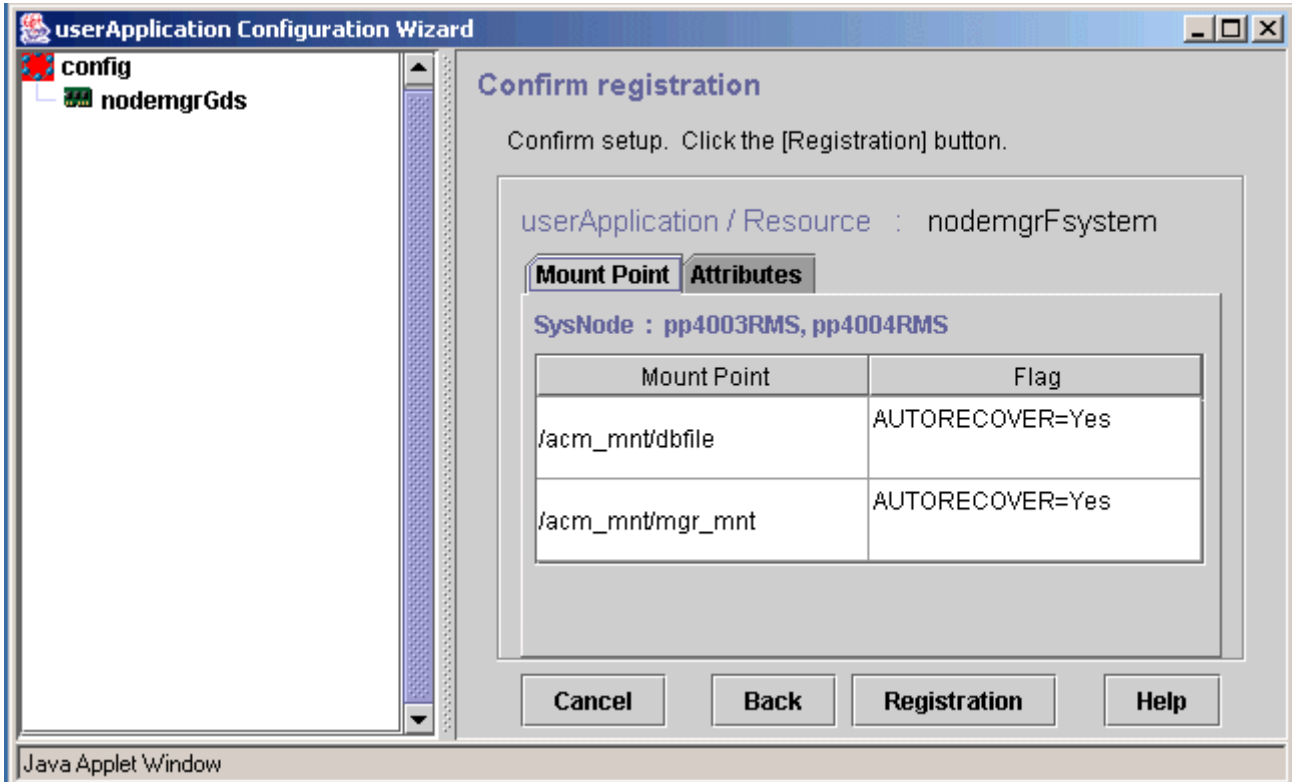 userApplication Configuration Wizard
config
nodemgrGds
Confirm registration
Confirm setup. Click the [Registration] button.
userApplication / Resource : nodemgrFsystem
Mount Point Attributes
SysNode : pp4003RMS, pp4004RMS
Mount Point Flag
/acm_mnt/dbfile AUTORECOVER=Yes
/acm_mnt/mgr_mnt AUTORECOVER=Yes
Cancel Back Registration Help
Java Applet Window